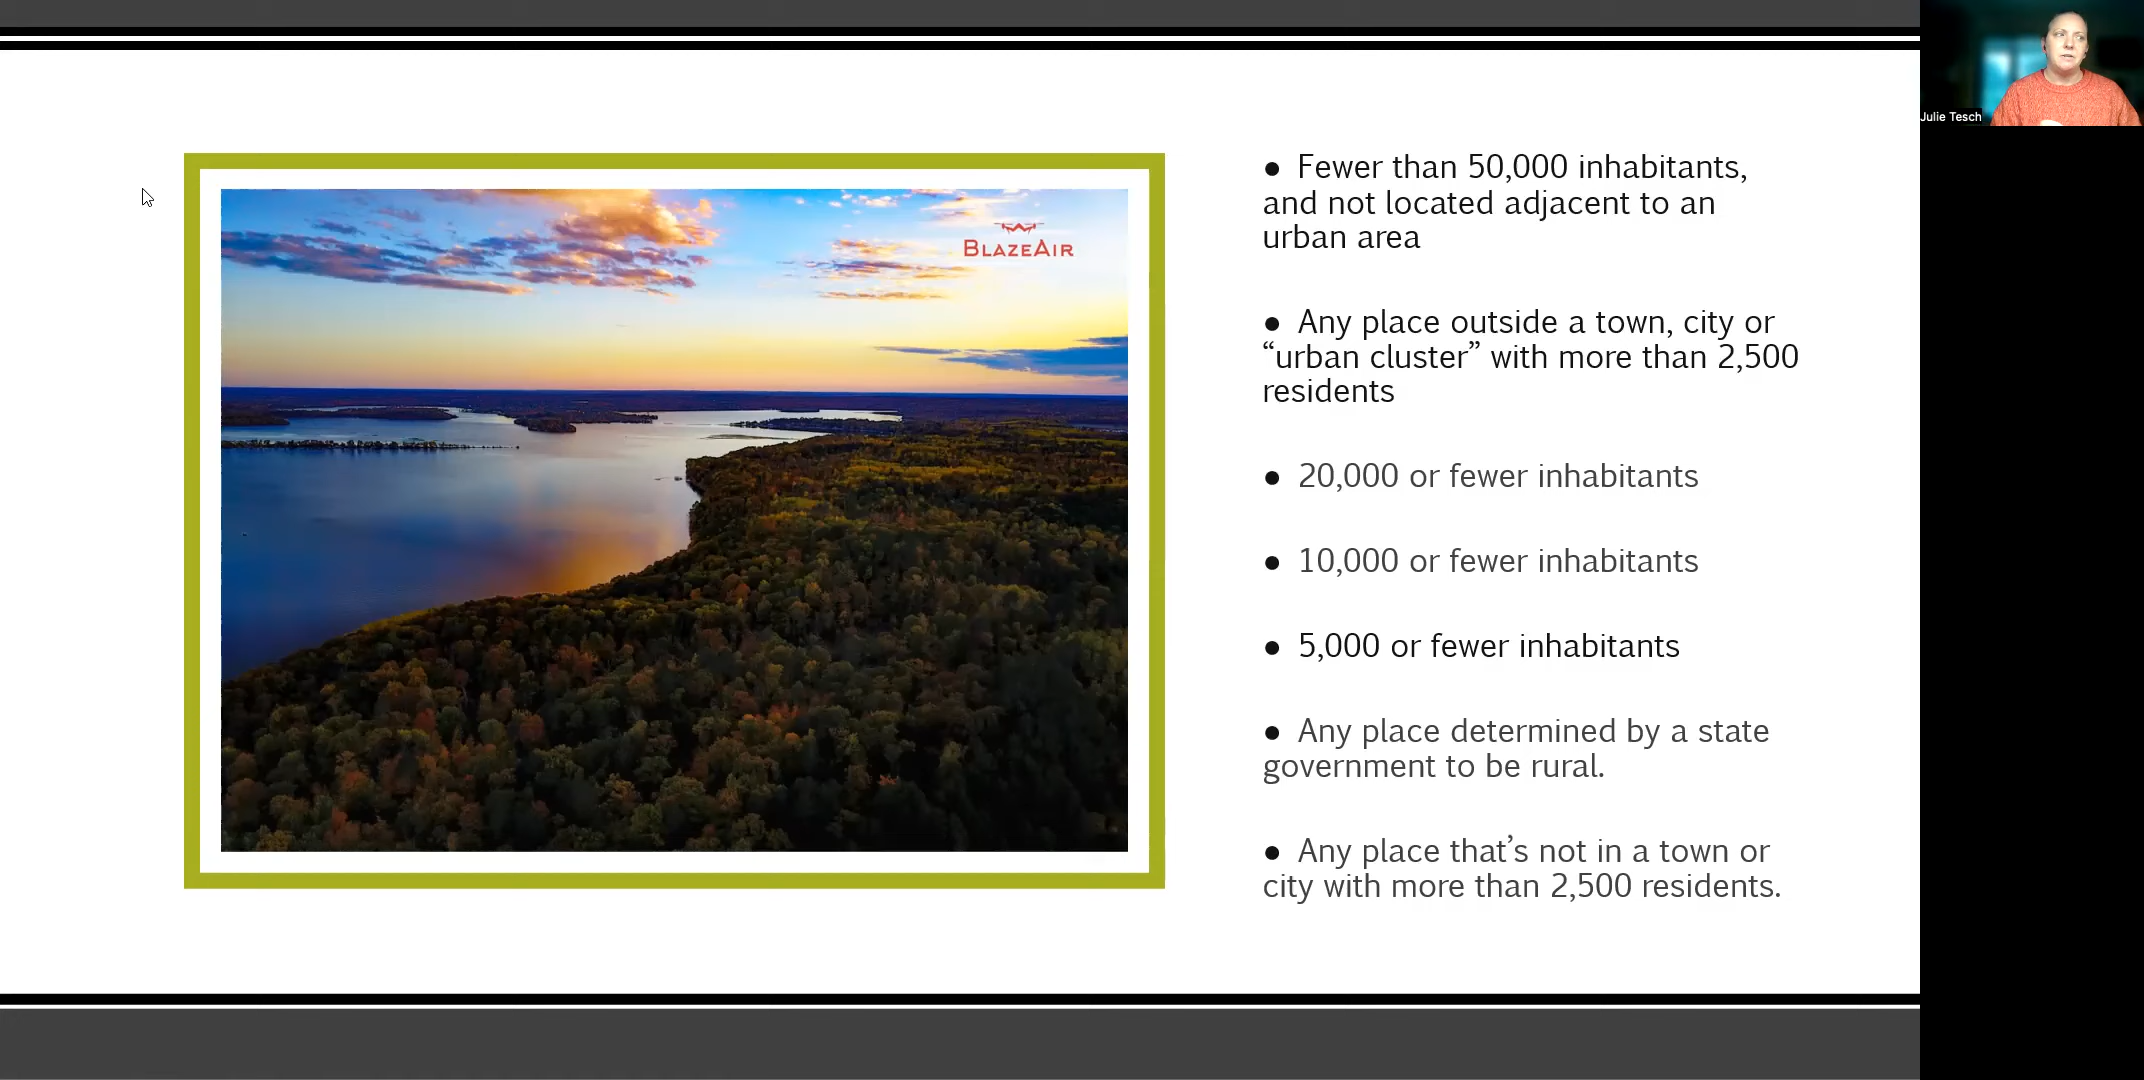 BLAZEAIR
● Fewer than 50,000 inhabitants,
and not located adjacent to an
urban area
● Any place outside a town, city or
“urban cluster” with more than 2,500
residents
● 20,000 or fewer inhabitants
● 10,000 or fewer inhabitants
● 5,000 or fewer inhabitants
● Any place determined by a state
government to be rural.
● Any place that’s not in a town or
city with more than 2,500 residents.
Julie Tesch